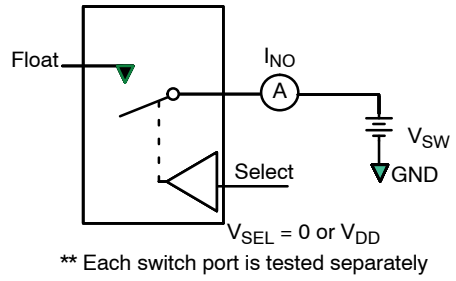 Float
I_NO
A
V_SW
GND
Select
V_SEL = 0 or V_DD
** Each switch port is tested separately